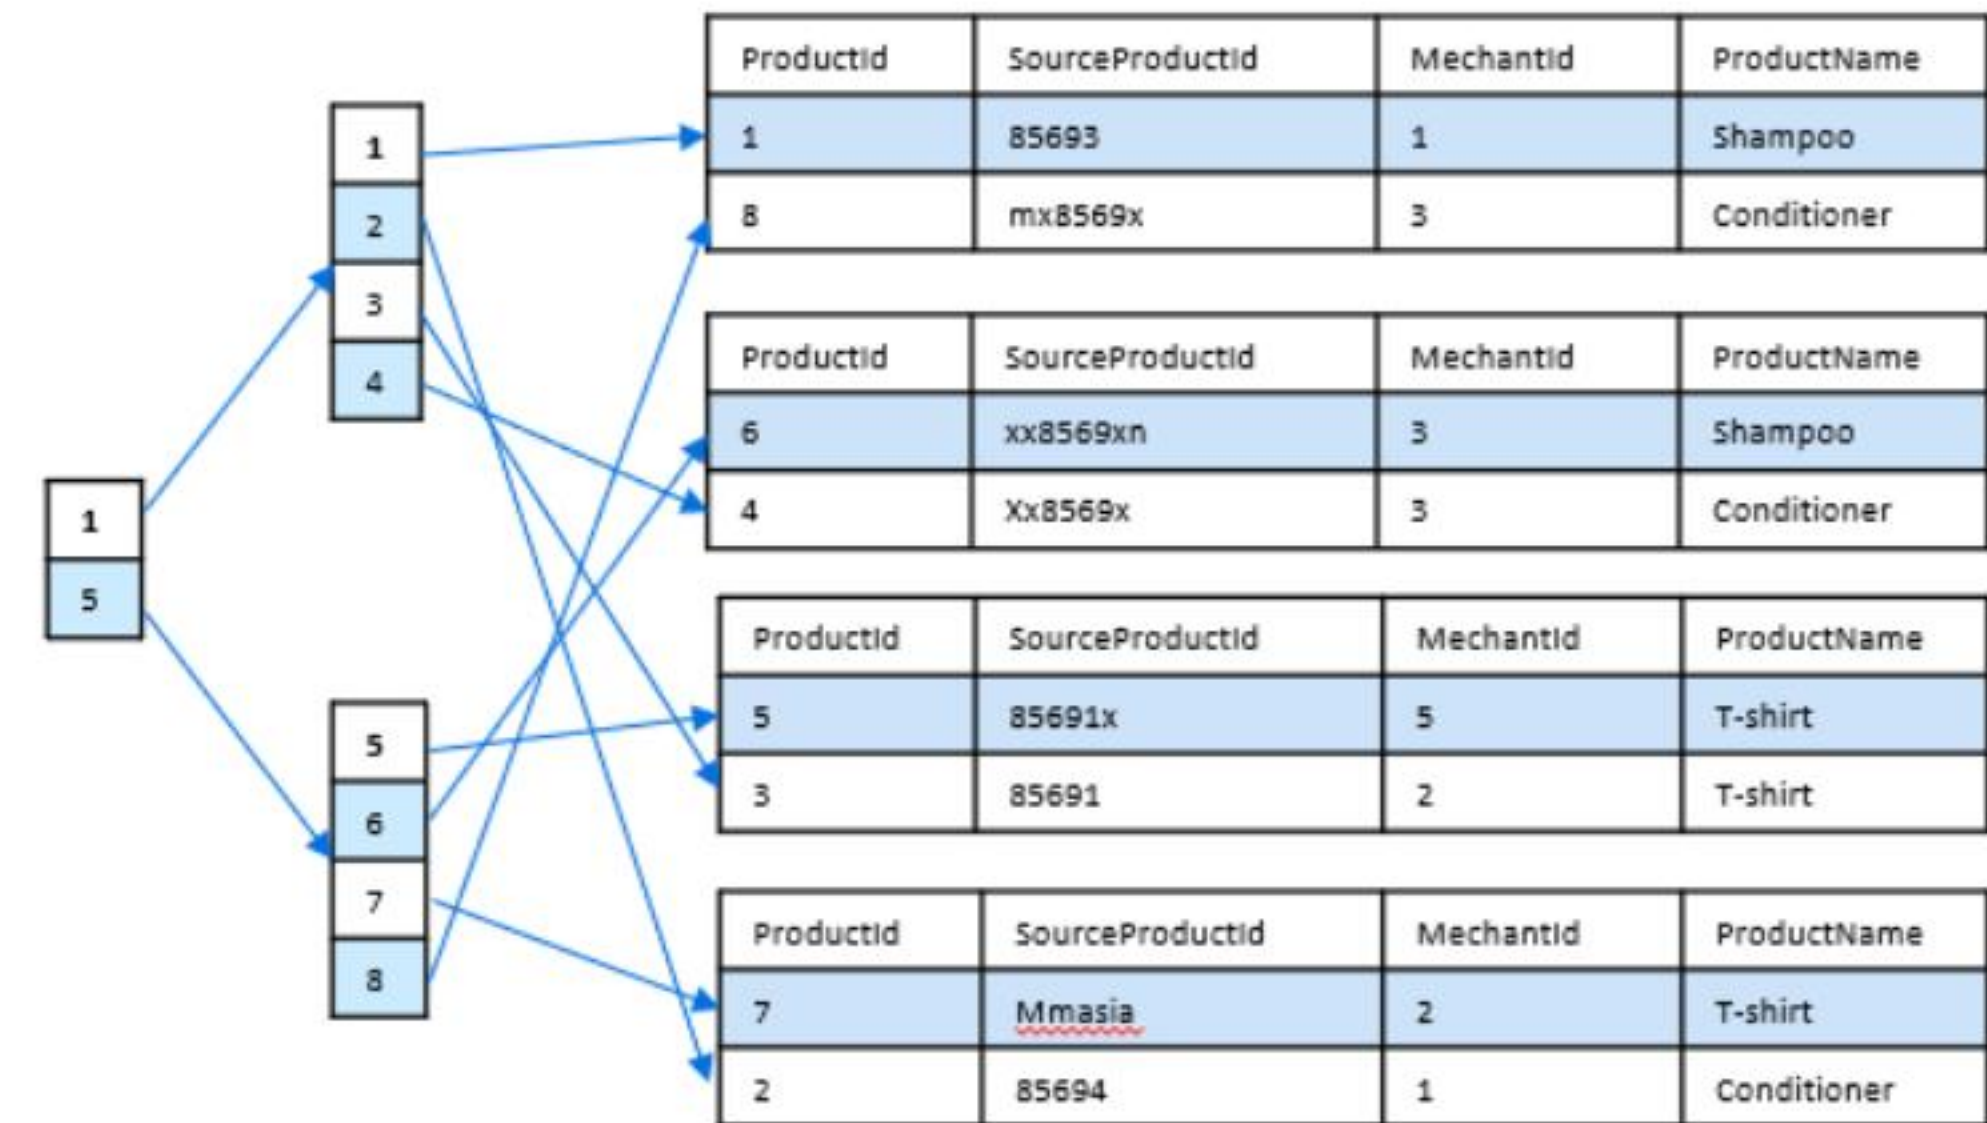 1
5
1
2
3
4
5
6
7
8
ProductId SourceProductId MechantId ProductName
1 85693 1 Shampoo
8 mx8569x 3 Conditioner
ProductId SourceProductId MechantId ProductName
6 xx8569xn 3 Shampoo
4 Xx8569x 3 Conditioner
ProductId SourceProductId MechantId ProductName
5 85691x 5 T-shirt
3 85691 2 T-shirt
ProductId SourceProductId MechantId ProductName
7 Mmasia 2 T-shirt
2 85694 1 Conditioner